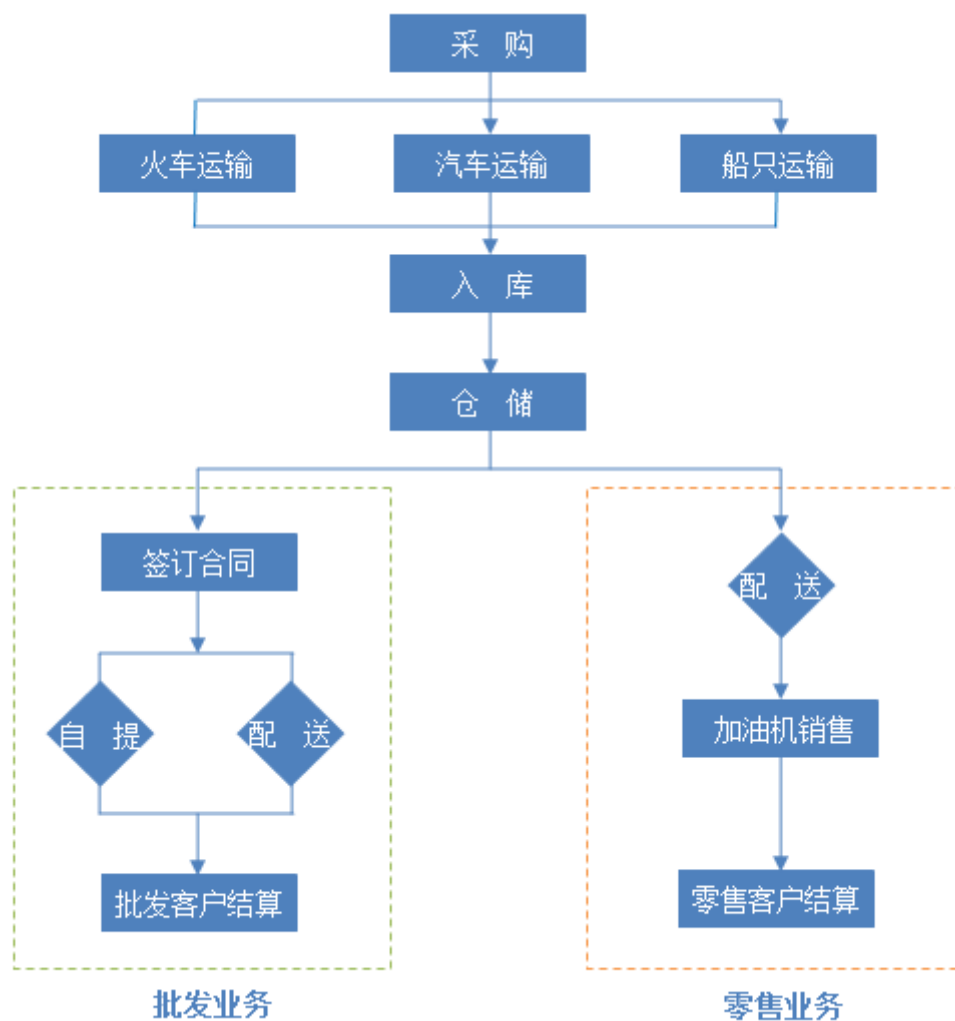 采 购
火车运输
汽车运输
船只运输
入 库
仓 储
签订合同
配 送
自 提
配 送
加油机销售
批发客户结算
零售客户结算
批发业务
零售业务